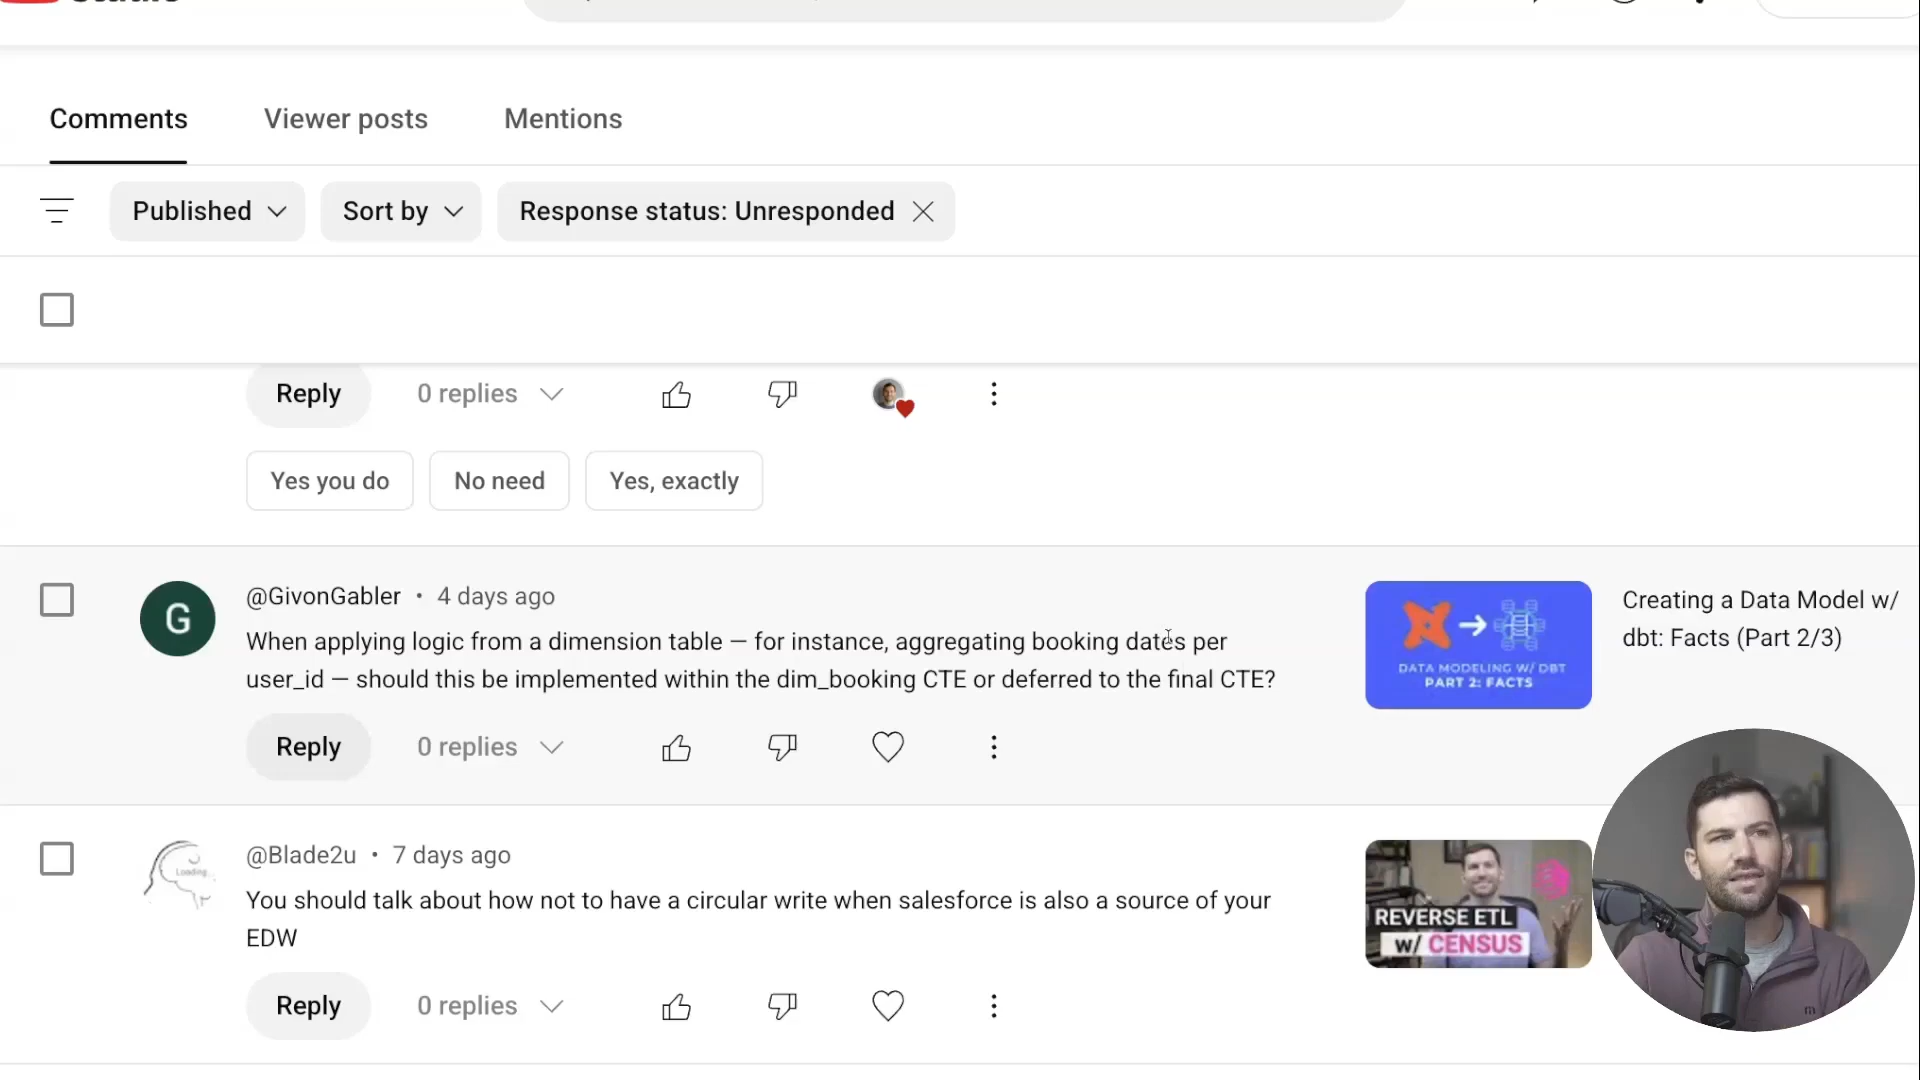 Comments Viewer posts Mentions
Published Sort by Response status: Unresponded
Reply 0 replies
Yes you do No need Yes, exactly
G
@GivonGabler • 4 days ago
When applying logic from a dimension table — for instance, aggregating booking dates per
user_id — should this be implemented within the dim_booking CTE or deferred to the final CTE?
Reply 0 replies
DATA MODELING W/ DBT
PART 2: FACTS
Creating a Data Model w/
dbt: Facts (Part 2/3)
Loading..
@Blade2u • 7 days ago
You should talk about how not to have a circular write when salesforce is also a source of your
EDW
Reply 0 replies
REVERSE ETL
w/ CENSUS